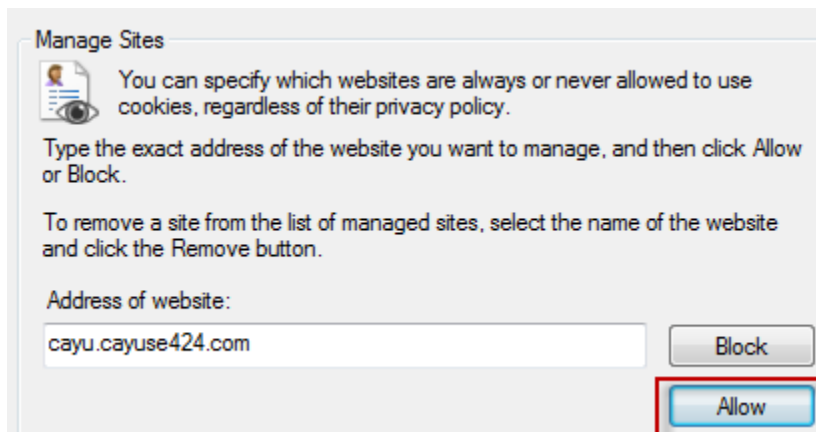 Manage Sites
You can specify which websites are always or never allowed to use
cookies, regardless of their privacy policy.
Type the exact address of the website you want to manage, and then click Allow
or Block.
To remove a site from the list of managed sites, select the name of the website
and click the Remove button.
Address of website:
cayu.cayuse424.com
Block
Allow